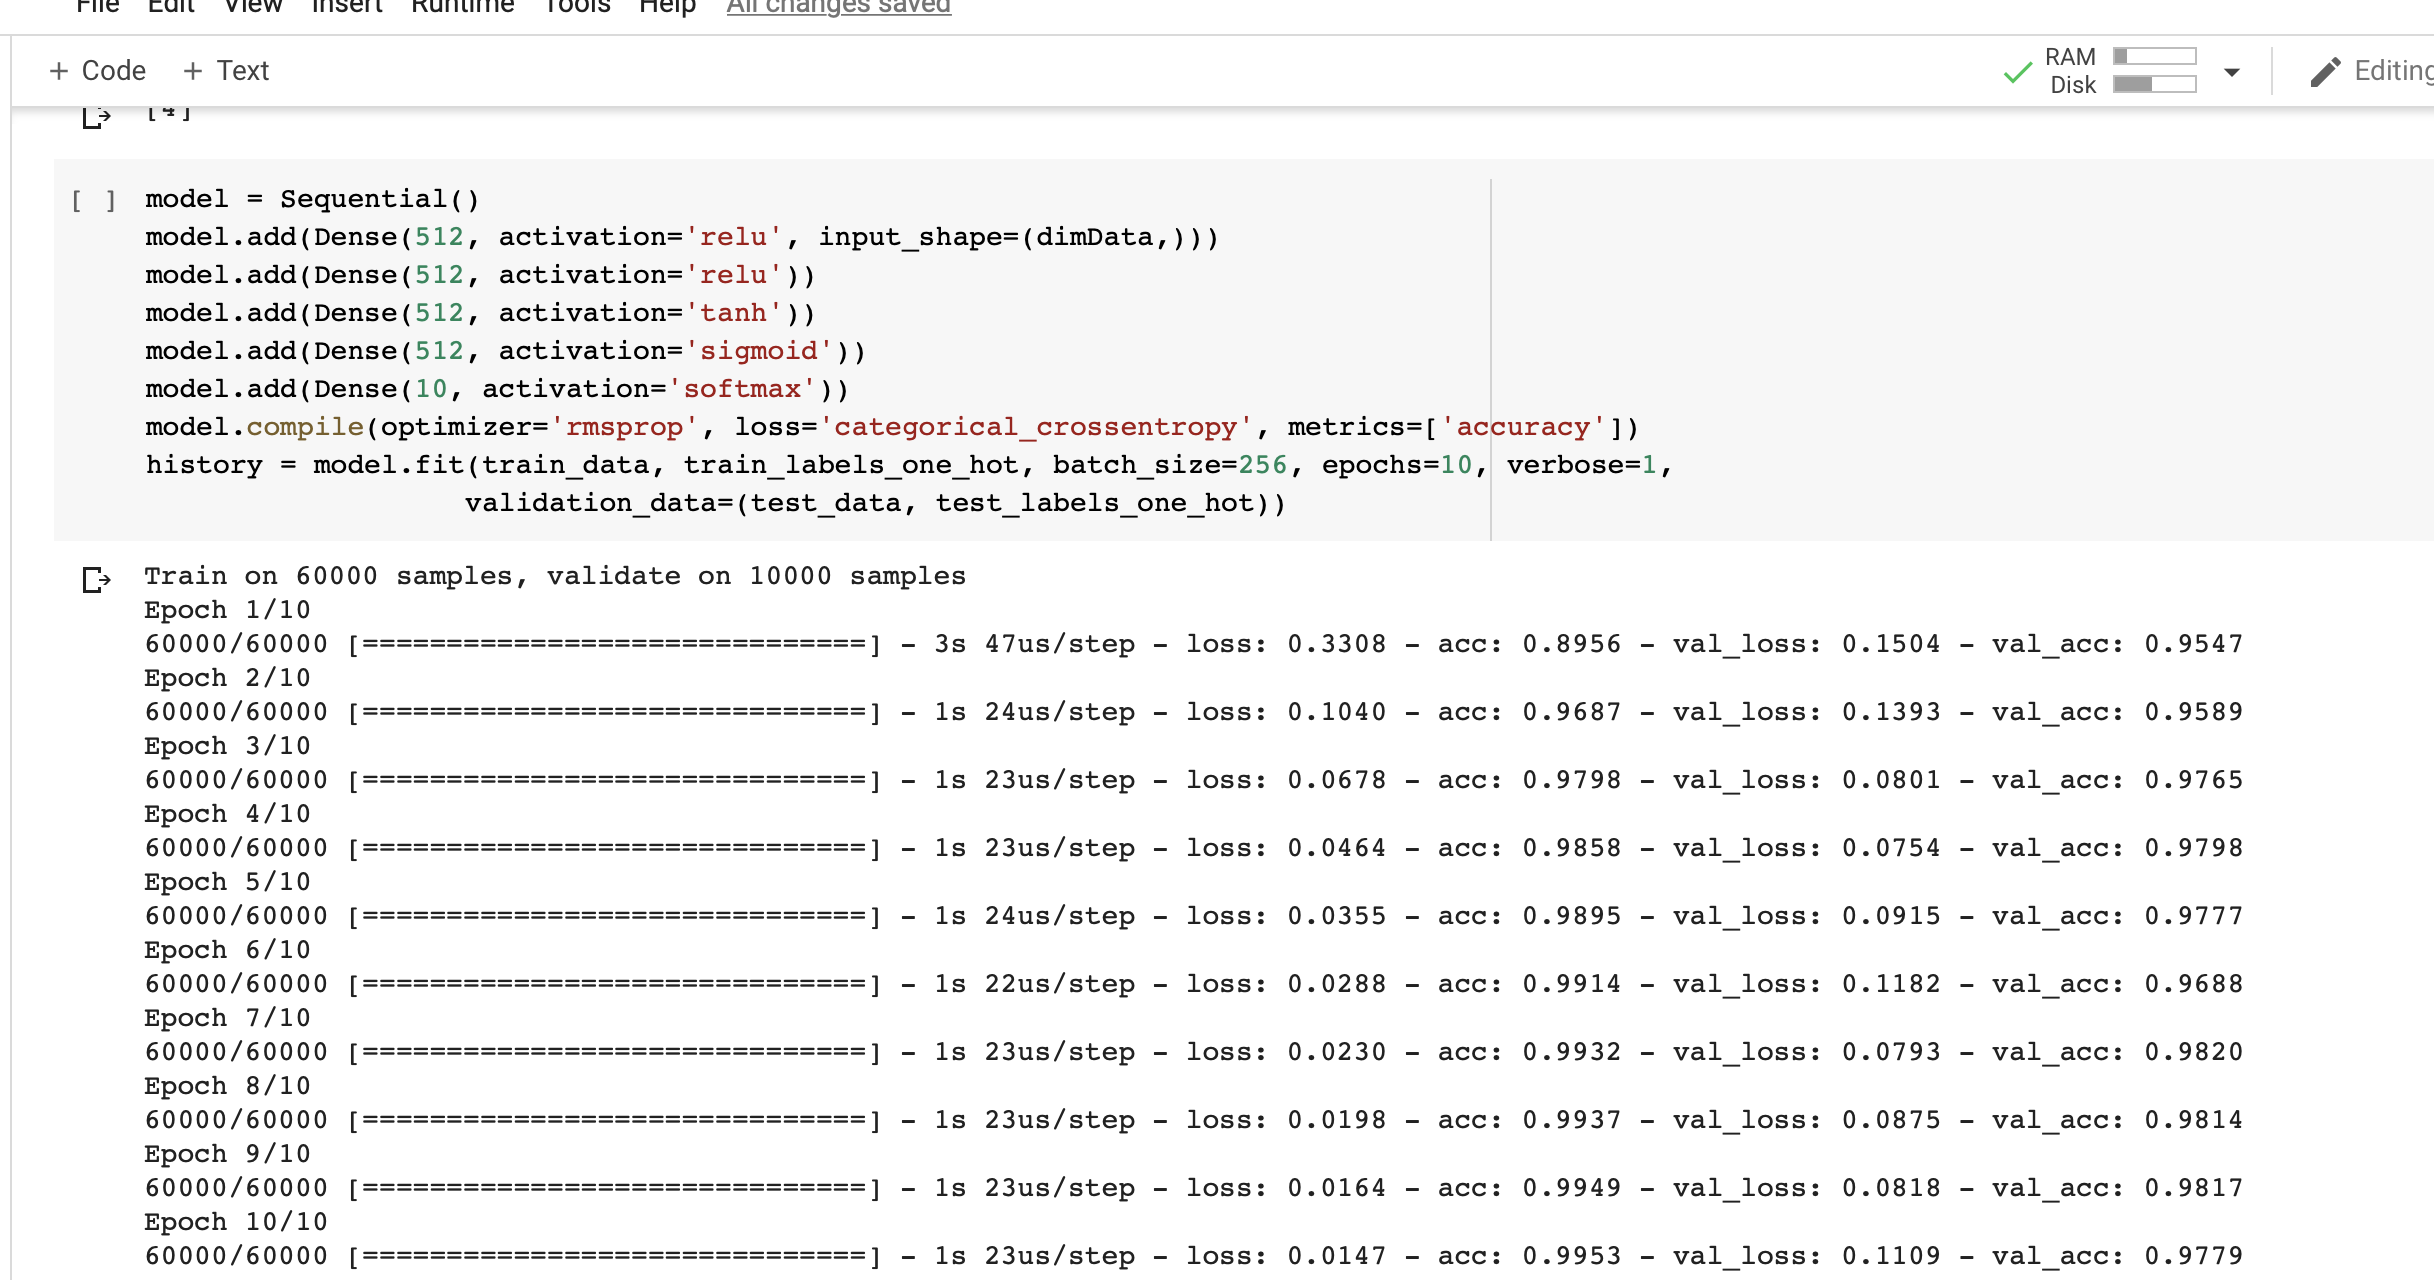 File Edit View Insert Runtime Tools Help All changes saved
+ Code + Text RAM Disk Editing
[4]
[ ] model = Sequential()
model.add(Dense(512, activation='relu', input_shape=(dimData,)))
model.add(Dense(512, activation='relu'))
model.add(Dense(512, activation='tanh'))
model.add(Dense(512, activation='sigmoid'))
model.add(Dense(10, activation='softmax'))
model.compile(optimizer='rmsprop', loss='categorical_crossentropy', metrics=['accuracy'])
history = model.fit(train_data, train_labels_one_hot, batch_size=256, epochs=10, verbose=1,
validation_data=(test_data, test_labels_one_hot))
Train on 60000 samples, validate on 10000 samples
Epoch 1/10
60000/60000 [==============================] - 3s 47us/step - loss: 0.3308 - acc: 0.8956 - val_loss: 0.1504 - val_acc: 0.9547
Epoch 2/10
60000/60000 [==============================] - 1s 24us/step - loss: 0.1040 - acc: 0.9687 - val_loss: 0.1393 - val_acc: 0.9589
Epoch 3/10
60000/60000 [==============================] - 1s 23us/step - loss: 0.0678 - acc: 0.9798 - val_loss: 0.0801 - val_acc: 0.9765
Epoch 4/10
60000/60000 [==============================] - 1s 23us/step - loss: 0.0464 - acc: 0.9858 - val_loss: 0.0754 - val_acc: 0.9798
Epoch 5/10
60000/60000 [==============================] - 1s 24us/step - loss: 0.0355 - acc: 0.9895 - val_loss: 0.0915 - val_acc: 0.9777
Epoch 6/10
60000/60000 [==============================] - 1s 22us/step - loss: 0.0288 - acc: 0.9914 - val_loss: 0.1182 - val_acc: 0.9688
Epoch 7/10
60000/60000 [==============================] - 1s 23us/step - loss: 0.0230 - acc: 0.9932 - val_loss: 0.0793 - val_acc: 0.9820
Epoch 8/10
60000/60000 [==============================] - 1s 23us/step - loss: 0.0198 - acc: 0.9937 - val_loss: 0.0875 - val_acc: 0.9814
Epoch 9/10
60000/60000 [==============================] - 1s 23us/step - loss: 0.0164 - acc: 0.9949 - val_loss: 0.0818 - val_acc: 0.9817
Epoch 10/10
60000/60000 [==============================] - 1s 23us/step - loss: 0.0147 - acc: 0.9953 - val_loss: 0.1109 - val_acc: 0.9779